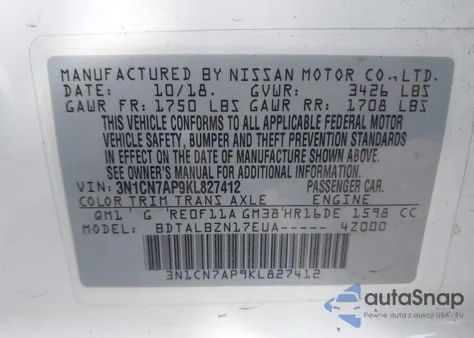 MANUFACTURED BY NISSAN MOTOR CO., LTD.
DATE: 10/18. GVWR: 3426 LBS
GAWR FR: 1750 LBS GAWR RR: 1708 LBS
THIS VEHICLE CONFORMS TO ALL APPLICABLE FEDERAL MOTOR
VEHICLE SAFETY, BUMPER AND THEFT PREVENTION STANDARDS
IN EFFECT ON THE DATE OF MANUFACTURE SHOWN ABOVE.
SEE OWNER'S MANUAL FOR ADDITIONAL INFORMATION.
VIN: 3N1CN7AP9KL827412 PASSENGER CAR.
COLOR TRIM TRANS AXLE ENGINE
QM1' G 'RE0F11A GM38'HR16DE 1598 CC
MODEL: BDTALBZN17EUA----- 42000
3N1CN7AP9KL827412
autoSnap
Pewne auta z USA - EU